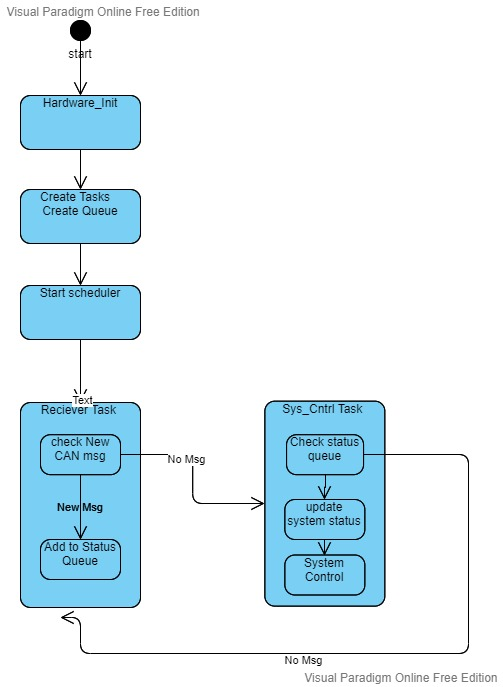 Visual Paradigm Online Free Edition
start
Hardware_Init
Create Tasks
Create Queue
Start scheduler
Text
Reciever Task
check New
CAN msg
New Msg
Add to Status
Queue
No Msg
Sys_Cntrl Task
Check status
queue
update
system status
System
Control
No Msg
Visual Paradigm Online Free Edition